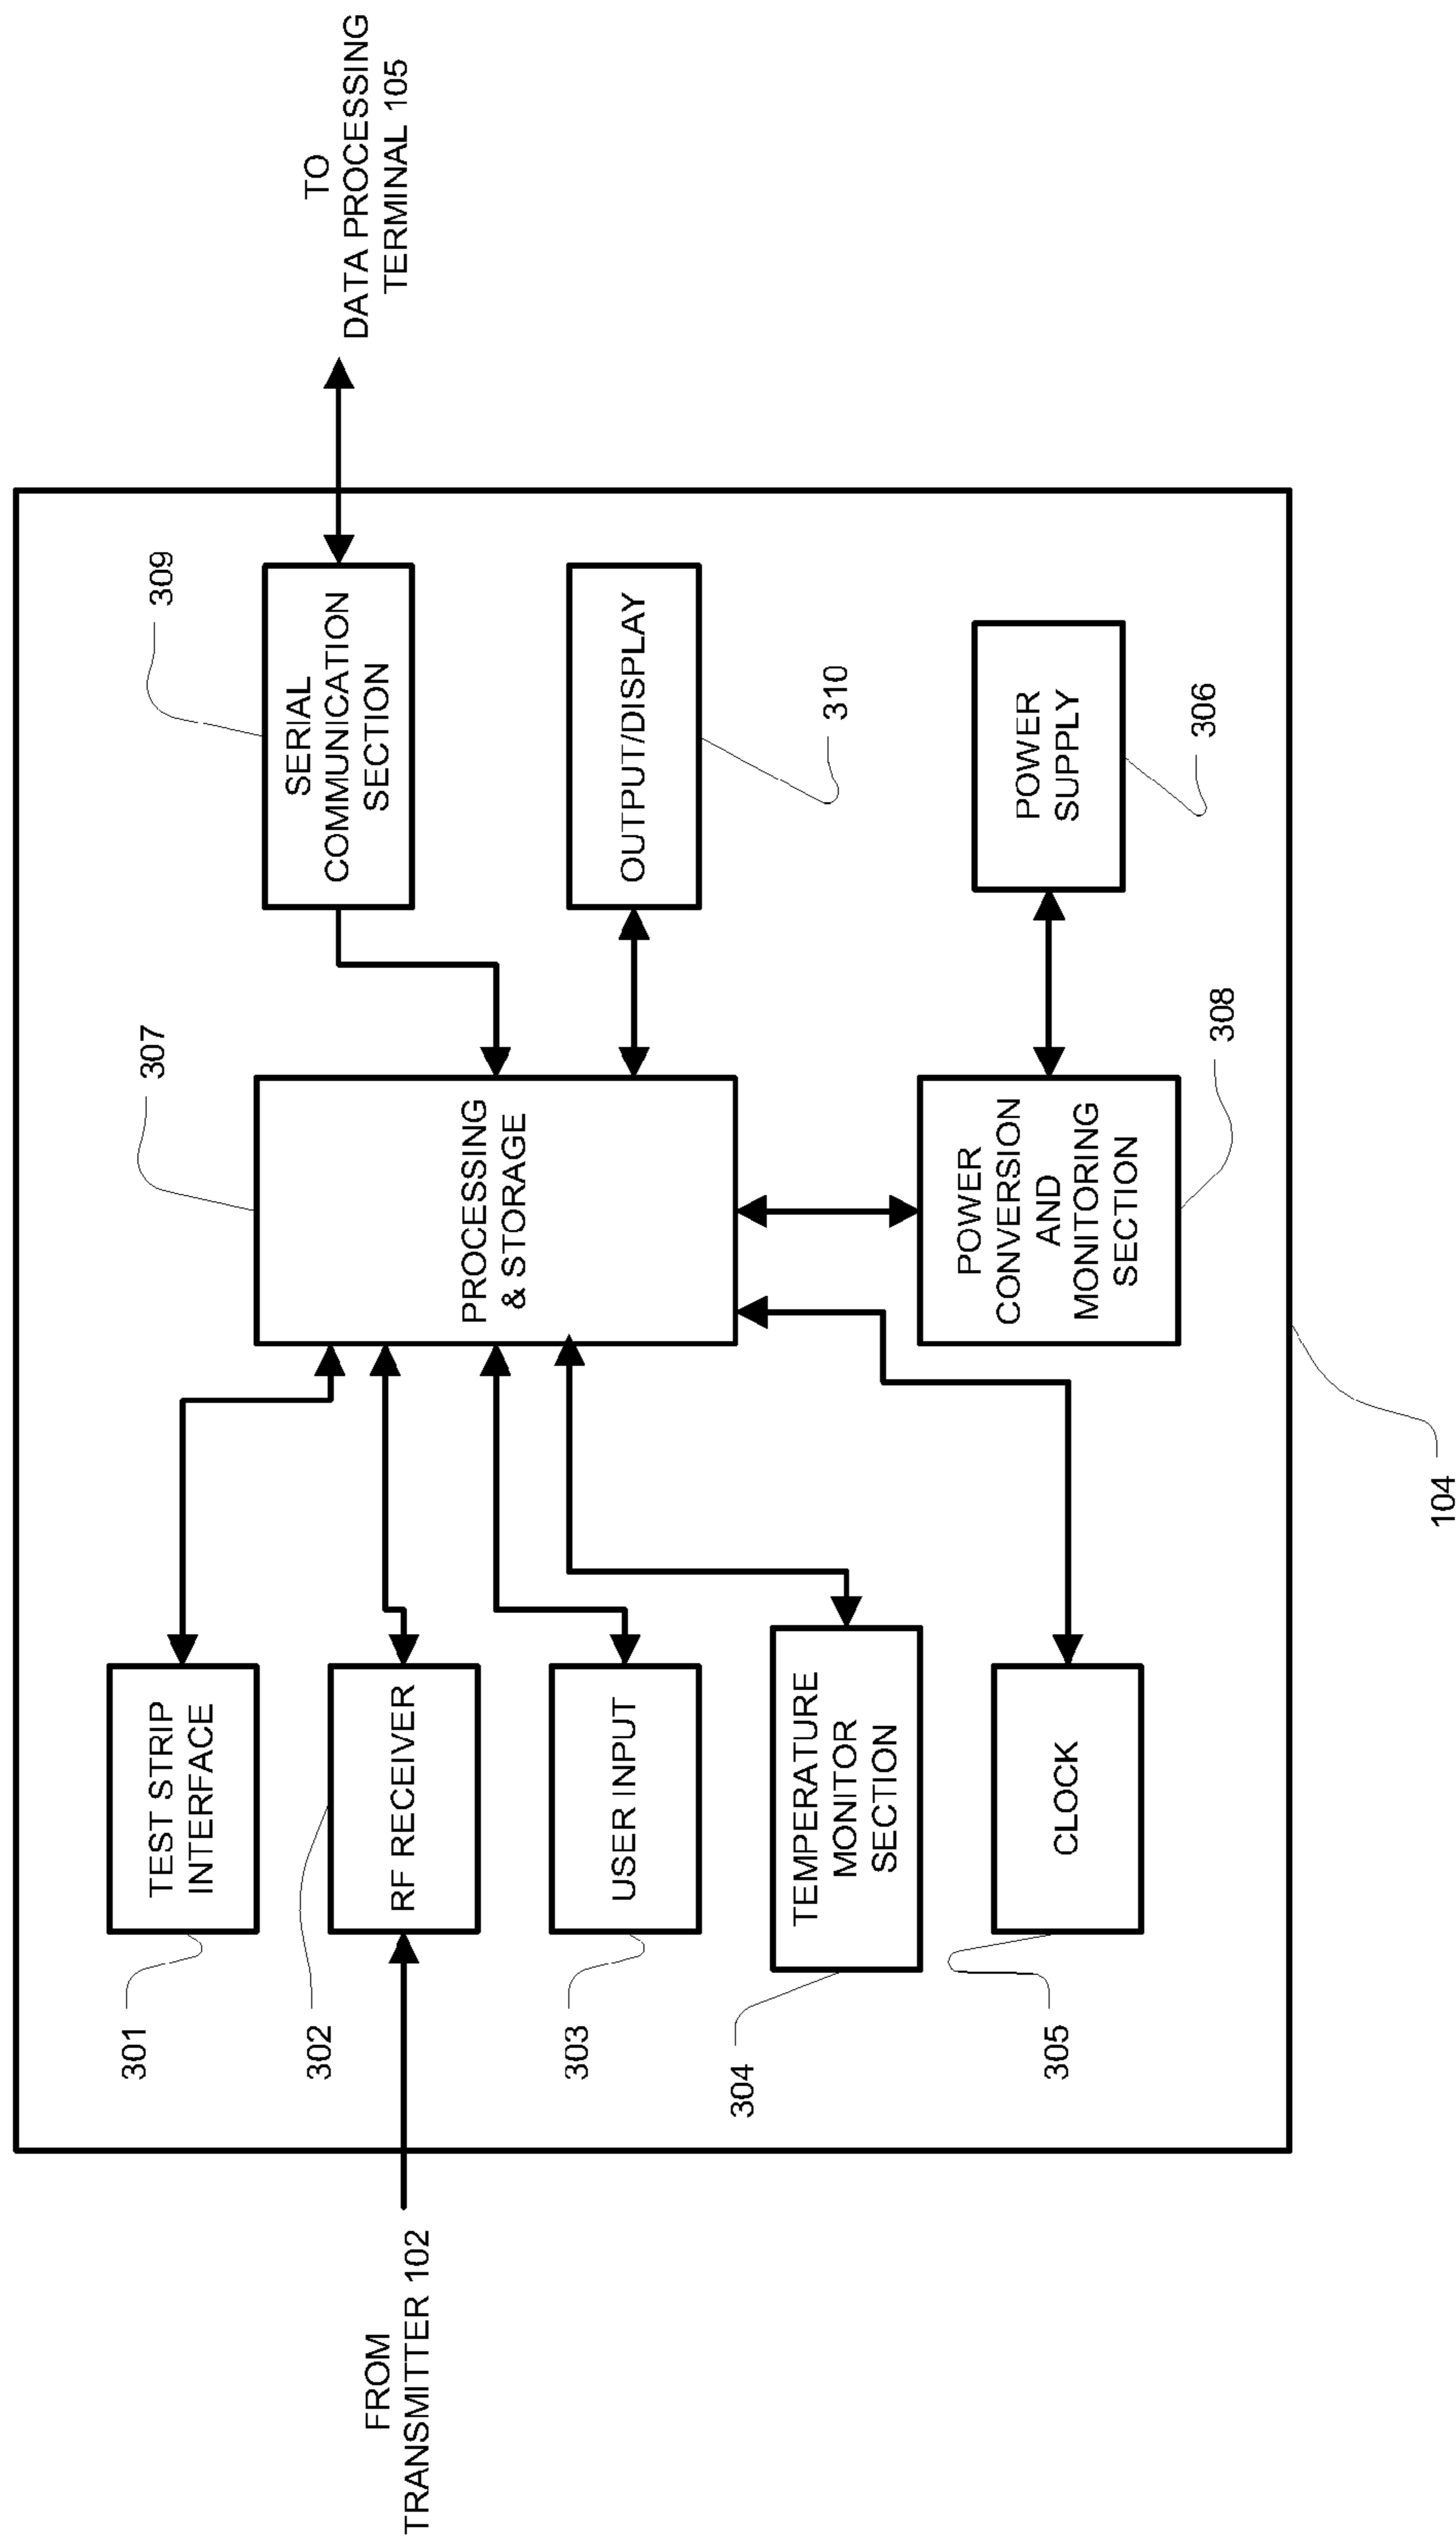 TEST STRIP
INTERFACE
301
RF RECEIVER
302
FROM
TRANSMITTER 102
USER INPUT
303
TEMPERATURE
MONITOR
SECTION
304
CLOCK
305
PROCESSING
& STORAGE
307
POWER
CONVERSION
AND
MONITORING
SECTION
308
SERIAL
COMMUNICATION
SECTION
309
TO
DATA PROCESSING
TERMINAL 105
OUTPUT/DISPLAY
310
POWER
SUPPLY
306
104